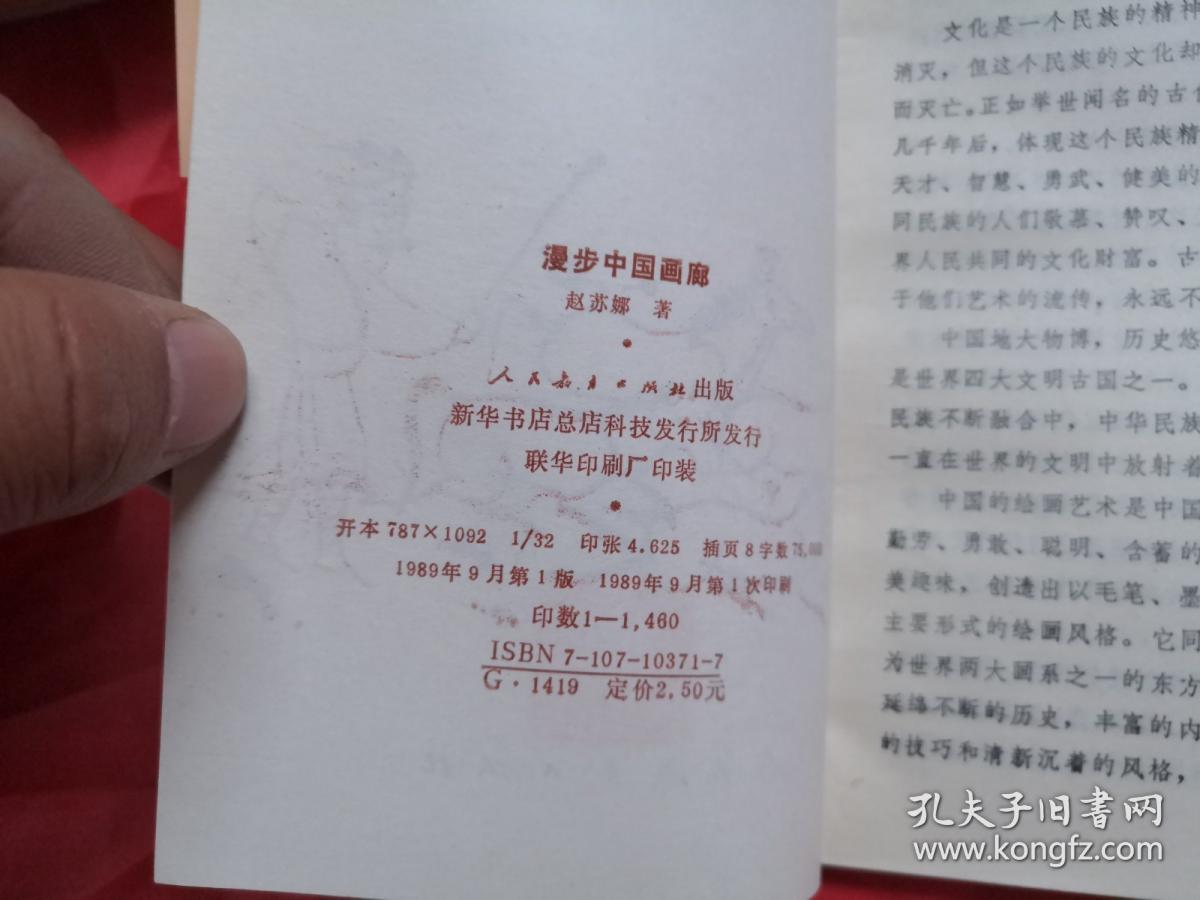 漫步中国画廊
赵苏娜 著
人民教育出版社出版
新华书店总店科技发行所发行
联华印刷厂印装
开本 787×1092 1/32 印张 4.625 插页 8 字数 75,000
1989年9月第1版 1989年9月第1次印刷
印数1—1,460
ISBN 7-107-10371-7
G·1419 定价2.50元
文化是一个民族的精神
消灭，但这个民族的文化却
而灭亡。正如举世闻名的古
几千年后，体现这个民族精
天才、智慧、勇武、健美的
同民族的人们敬慕、赞叹、
界人民共同的文化财富。古
于他们艺术的流传，永远不
中国地大物博，历史悠
是世界四大文明古国之一。
民族不断融合中，中华民族
一直在世界的文明中放射着
中国的绘画艺术是中国
勤劳、勇敢、聪明、含蓄的
美趣味，创造出以毛笔、墨
主要形式的绘画风格。它同
为世界两大画系之一的东方
延绵不断的历史，丰富的内
的技巧和清新沉着的风格，
孔夫子旧书网
www.kongfz.com